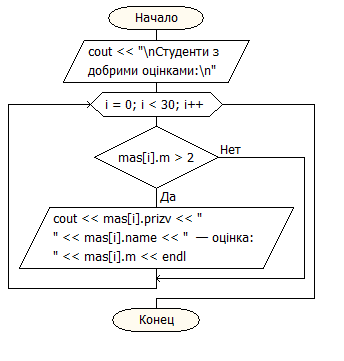 Начало
cout << "\nСтуденти з
добрими оцінками:\n"
i = 0; i < 30; i++
mas[i].m > 2
Нет
Да
cout << mas[i].prizv << "
" << mas[i].name << "  — оцінка:
" << mas[i].m << endl
Конец